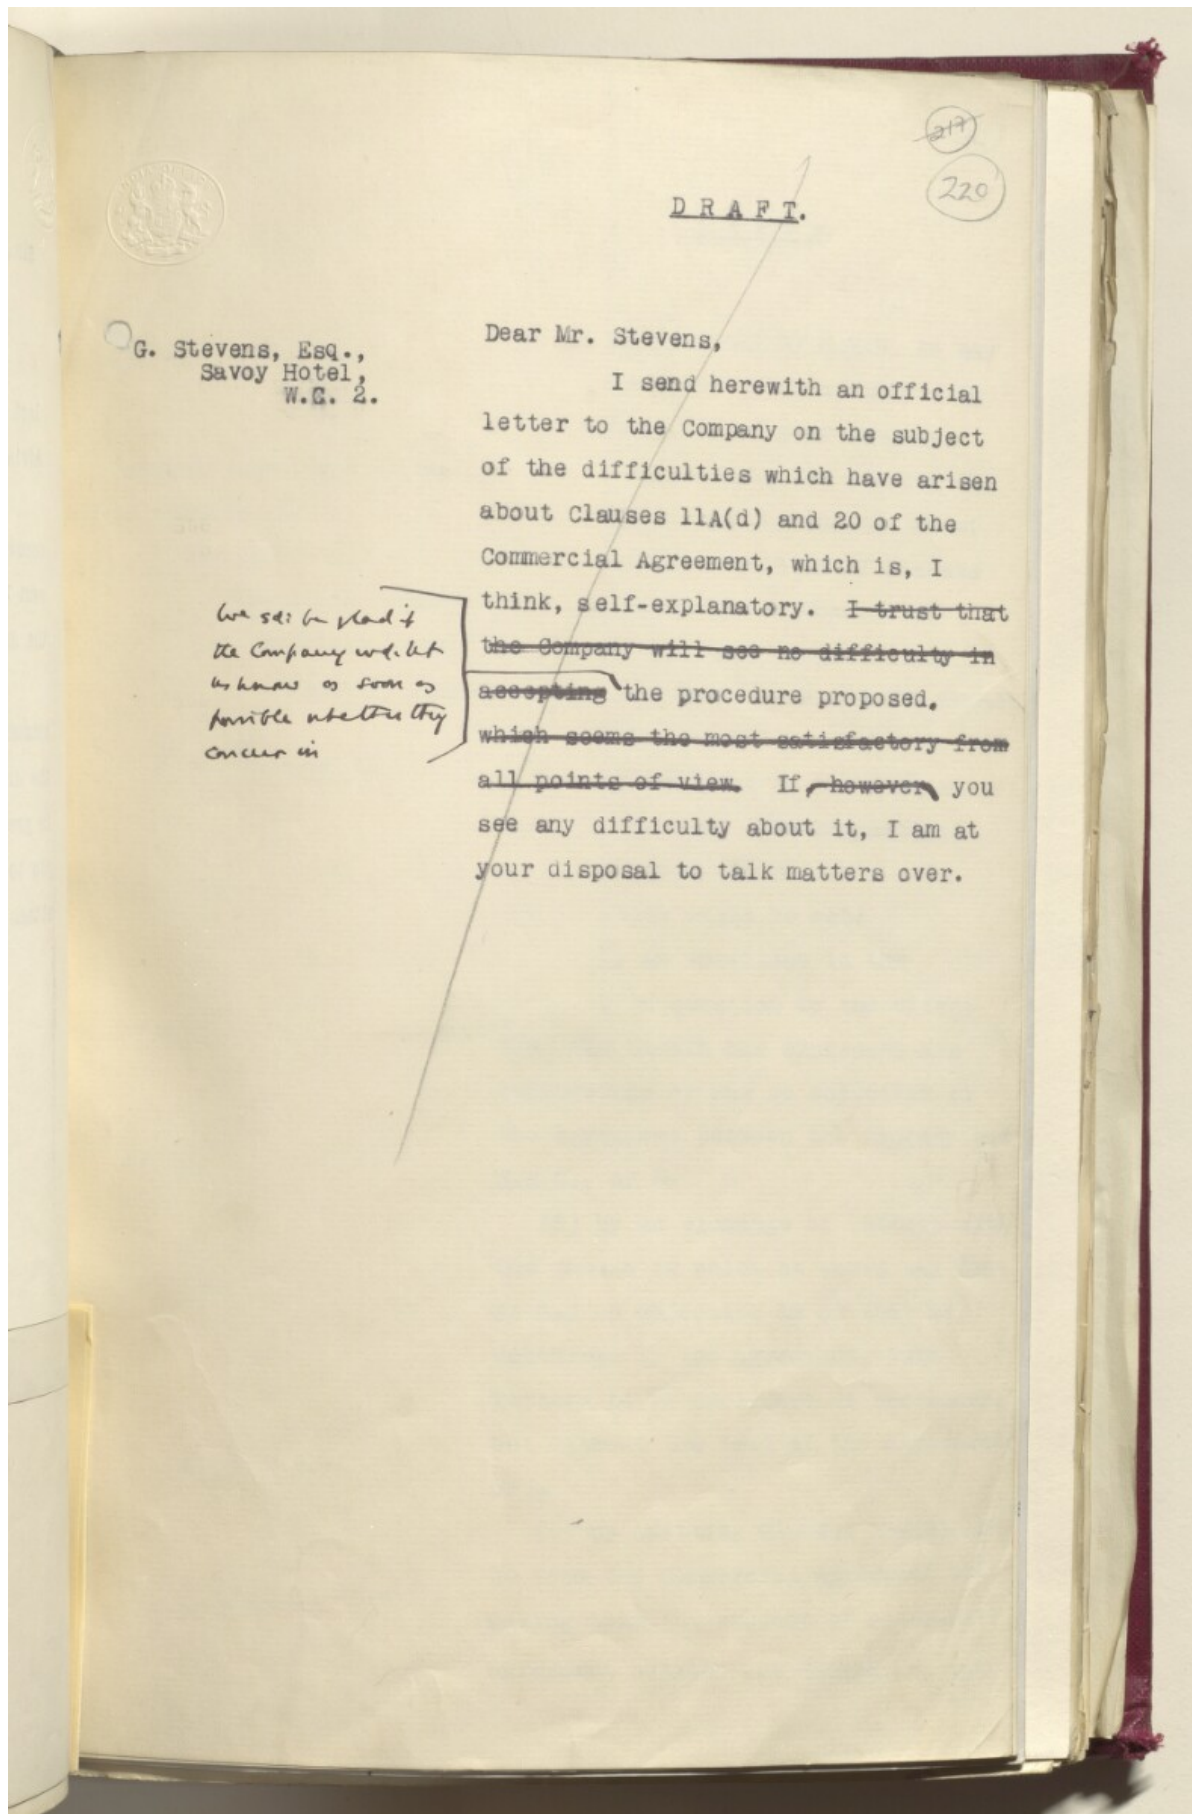 217
220
DRAFT.
G. Stevens, Esq.,
Savoy Hotel,
W.C. 2.
Dear Mr. Stevens,
I send herewith an official
letter to the Company on the subject
of the difficulties which have arisen
about Clauses 11A(d) and 20 of the
Commercial Agreement, which is, I
think, self-explanatory. I trust that
the Company will see no difficulty in
accepting the procedure proposed.
which seems the most satisfactory from
all points of view. If, however, you
see any difficulty about it, I am at
your disposal to talk matters over.
We sd: be glad if
the Company wd. let
us know as soon as
possible whether they
concur in